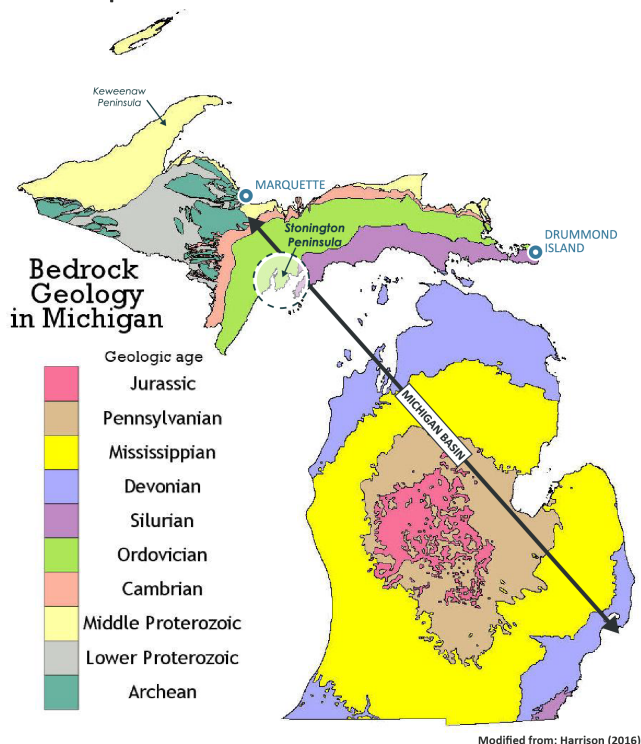 Keweenaw
Peninsula
MARQUETTE
Stonington
Peninsula
DRUMMOND
ISLAND
Bedrock
Geology
in Michigan
Geologic age
Jurassic
Pennsylvanian
Mississippian
Devonian
Silurian
Ordovician
Cambrian
Middle Proterozoic
Lower Proterozoic
Archean
MICHIGAN BASIN
Modified from: Harrison (2016)